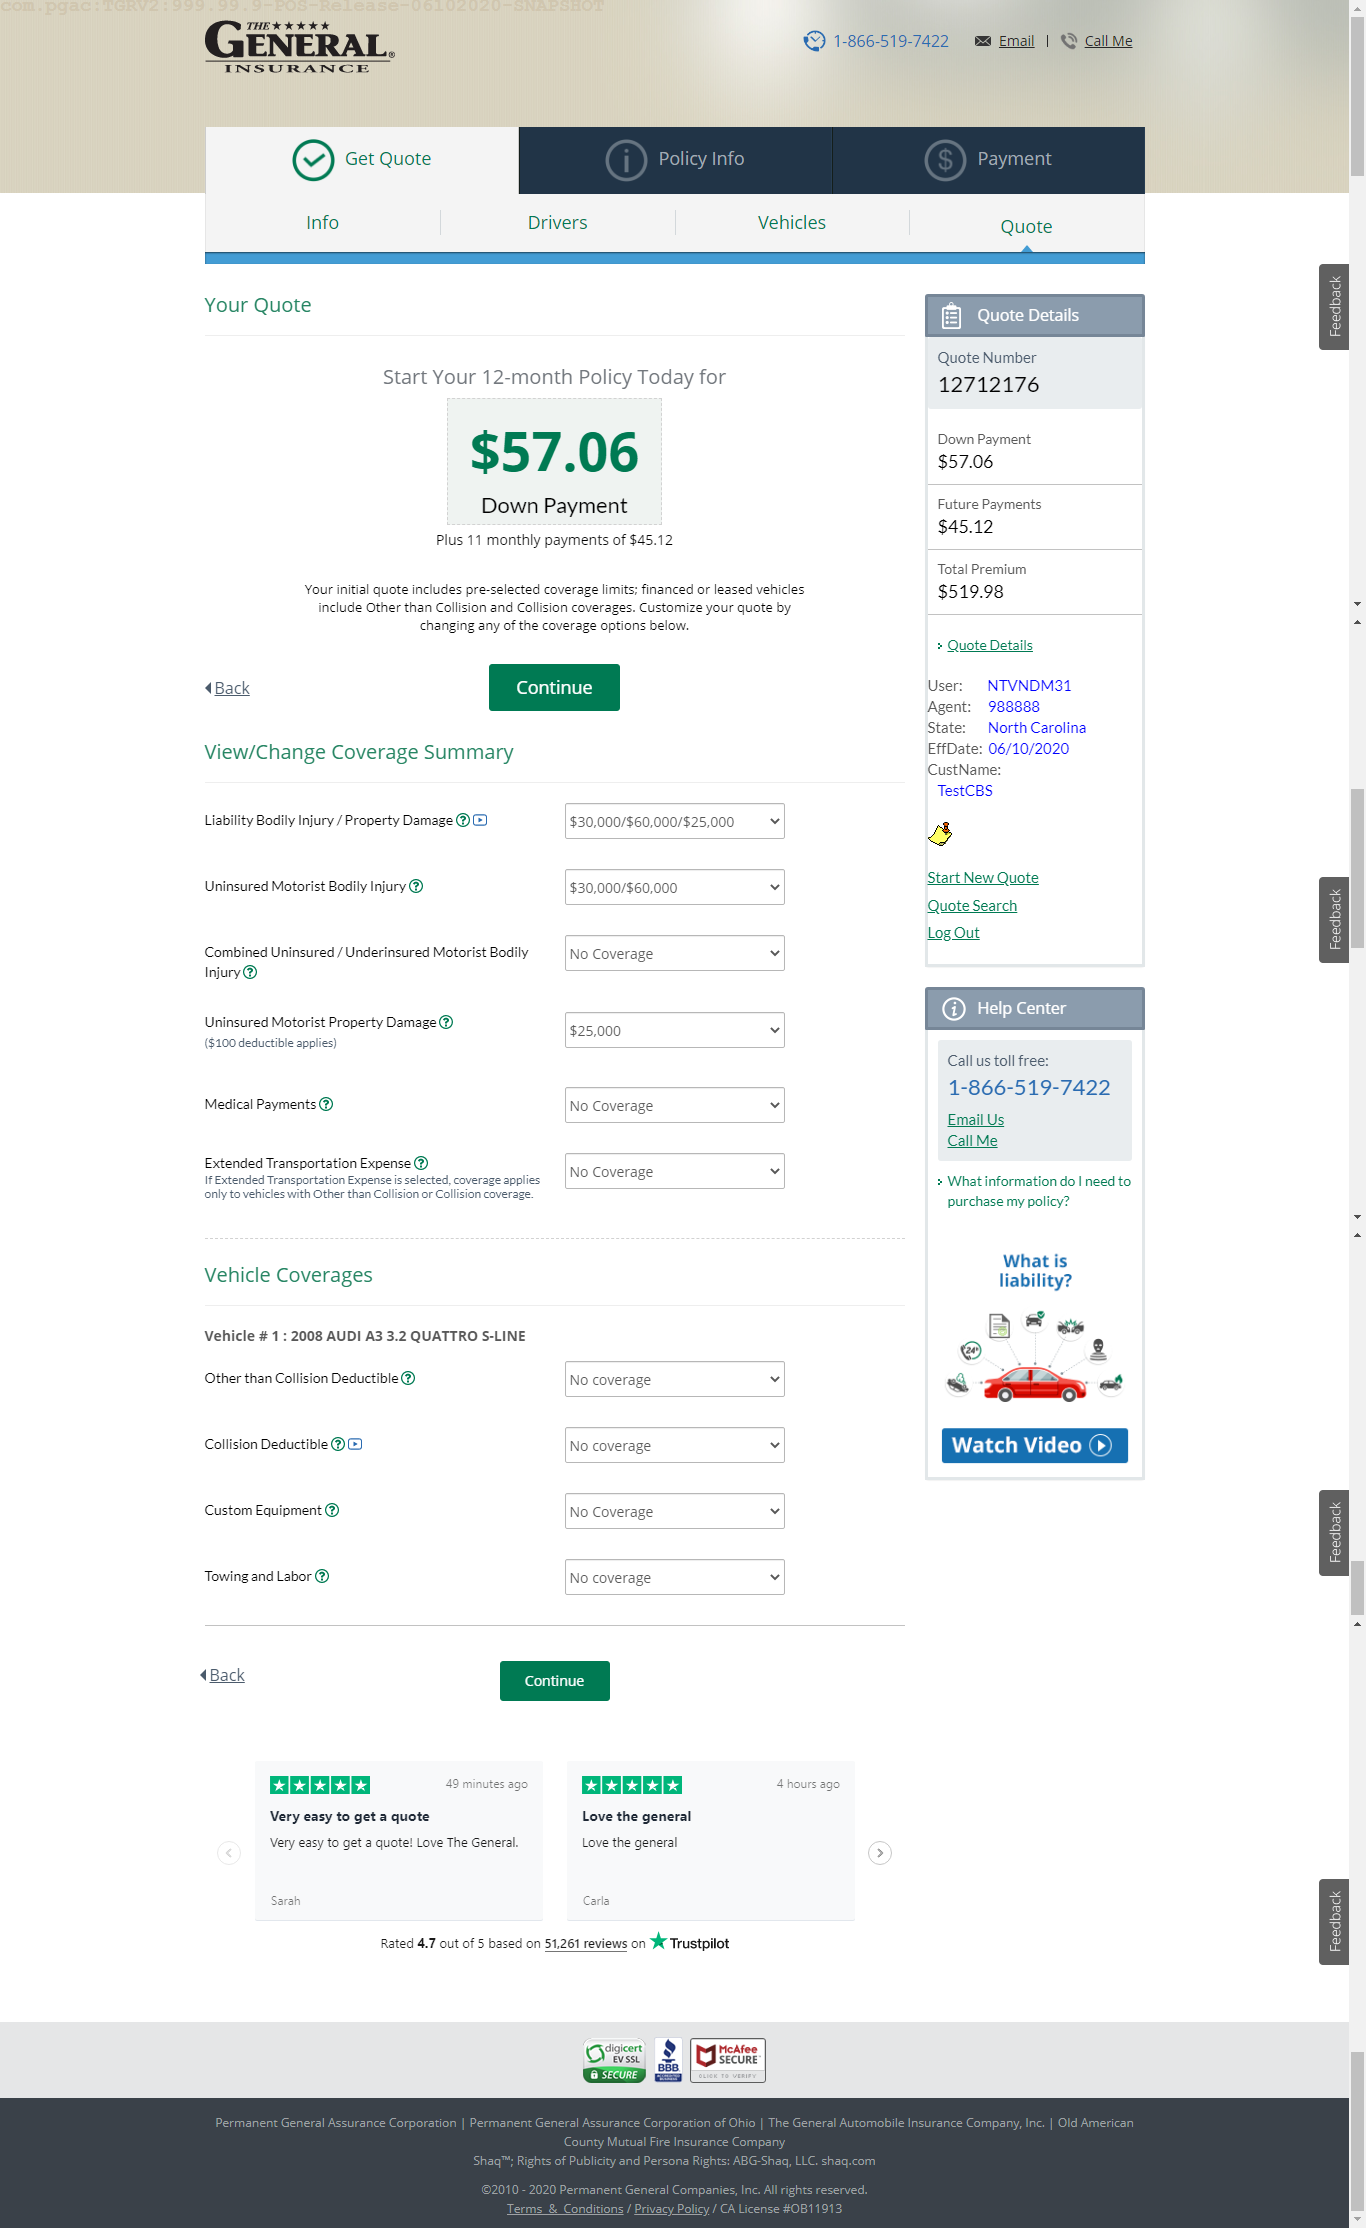 com.pgac:TGRV2:999.99.9-POS-Release-06102020-SNAPSHOT
THE
GENERAL®
INSURANCE
1-866-519-7422
Email
|
Call Me
Get Quote
Policy Info
Payment
Info
Drivers
Vehicles
Quote
Your Quote
Start Your 12-month Policy Today for
$57.06
Down Payment
Plus 11 monthly payments of $45.12
Your initial quote includes pre-selected coverage limits; financed or leased vehicles
include Other than Collision and Collision coverages. Customize your quote by
changing any of the coverage options below.
Back
Continue
View/Change Coverage Summary
Liability Bodily Injury / Property Damage
$30,000/$60,000/$25,000
Uninsured Motorist Bodily Injury
$30,000/$60,000
Combined Uninsured / Underinsured Motorist Bodily
Injury
No Coverage
Uninsured Motorist Property Damage
($100 deductible applies)
$25,000
Medical Payments
No Coverage
Extended Transportation Expense
If Extended Transportation Expense is selected, coverage applies
only to vehicles with Other than Collision or Collision coverage.
No Coverage
Vehicle Coverages
Vehicle # 1 : 2008 AUDI A3 3.2 QUATTRO S-LINE
Other than Collision Deductible
No coverage
Collision Deductible
No coverage
Custom Equipment
No Coverage
Towing and Labor
No coverage
Back
Continue
Quote Details
Quote Number
12712176
Down Payment
$57.06
Future Payments
$45.12
Total Premium
$519.98
Quote Details
User: NTVNDM31
Agent: 988888
State: North Carolina
EffDate: 06/10/2020
CustName:
TestCBS
Start New Quote
Quote Search
Log Out
Help Center
Call us toll free:
1-866-519-7422
Email Us
Call Me
What information do I need to
purchase my policy?
What is
liability?
24*
Watch Video
Feedback
Feedback
Feedback
Feedback
49 minutes ago
Very easy to get a quote
Very easy to get a quote! Love The General.
Sarah
4 hours ago
Love the general
Love the general
Carla
Rated 4.7 out of 5 based on 51,261 reviews on Trustpilot
digicert
EV SSL
SECURE
BBB
ACCREDITED
BUSINESS
McAfee
SECURE
CLICK TO VERIFY
Permanent General Assurance Corporation | Permanent General Assurance Corporation of Ohio | The General Automobile Insurance Company, Inc. | Old American
County Mutual Fire Insurance Company
Shaq™; Rights of Publicity and Persona Rights: ABG-Shaq, LLC. shaq.com
©2010 - 2020 Permanent General Companies, Inc. All rights reserved.
Terms & Conditions / Privacy Policy / CA License #OB11913